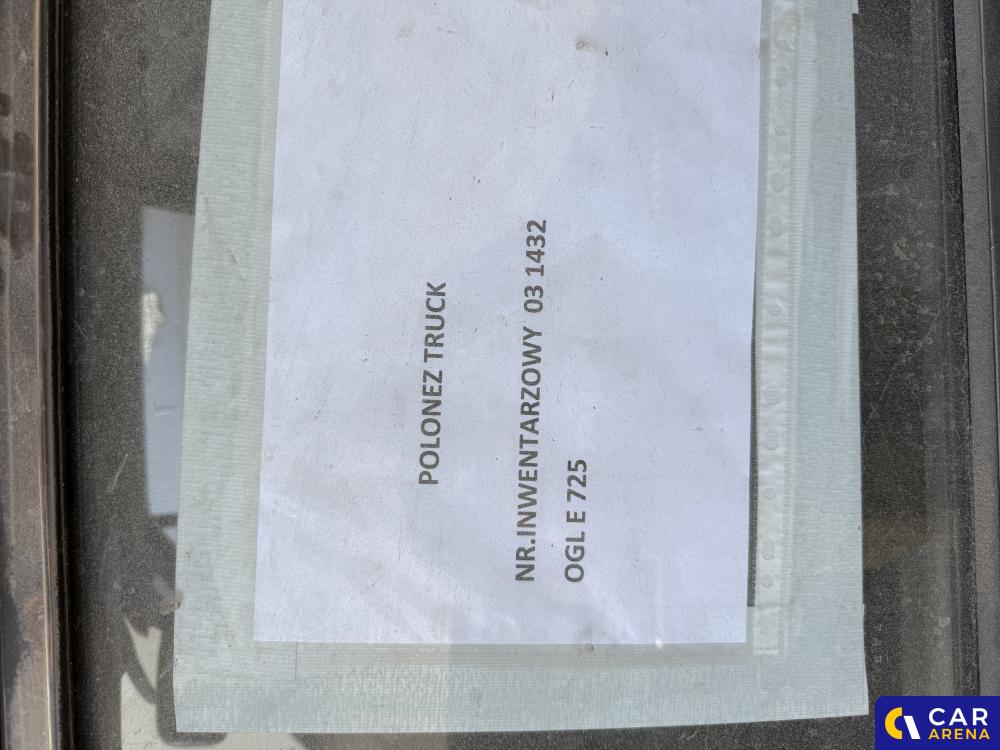 POLONEZ TRUCK
NR.INWENTARZOWY 03 1432
OGL E 725
CAR
ARENA